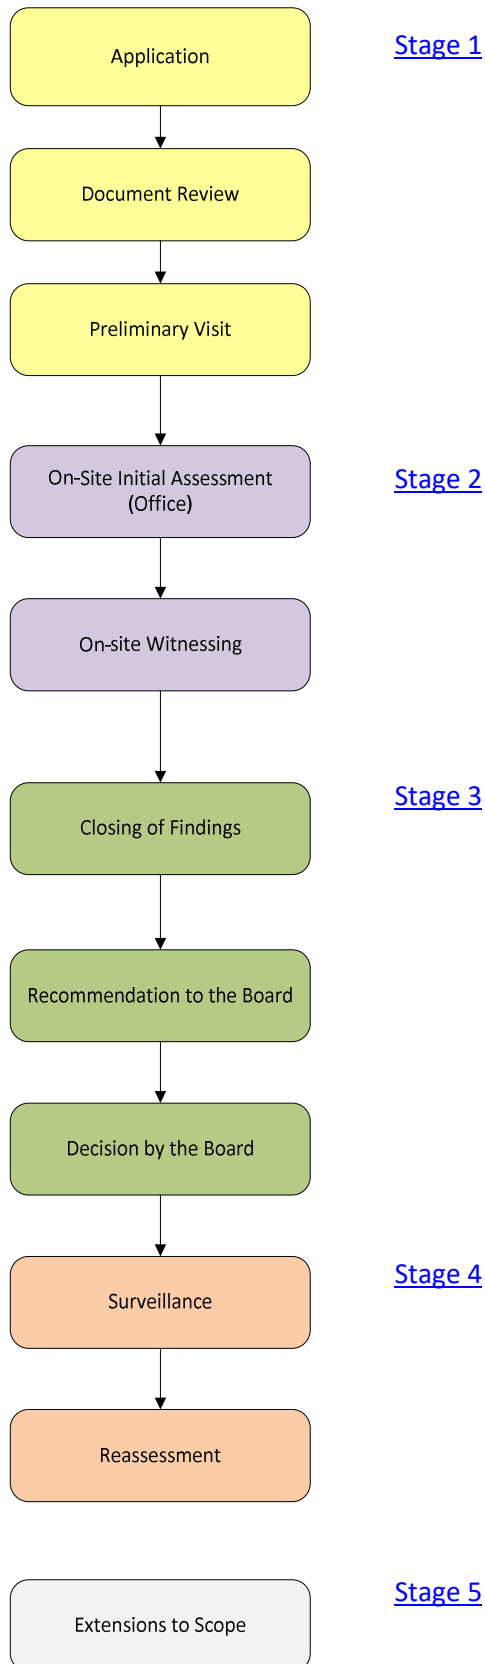 Application
Stage 1
Document Review
Preliminary Visit
On-Site Initial Assessment
(Office)
Stage 2
On-site Witnessing
Closing of Findings
Stage 3
Recommendation to the Board
Decision by the Board
Surveillance
Stage 4
Reassessment
Extensions to Scope
Stage 5